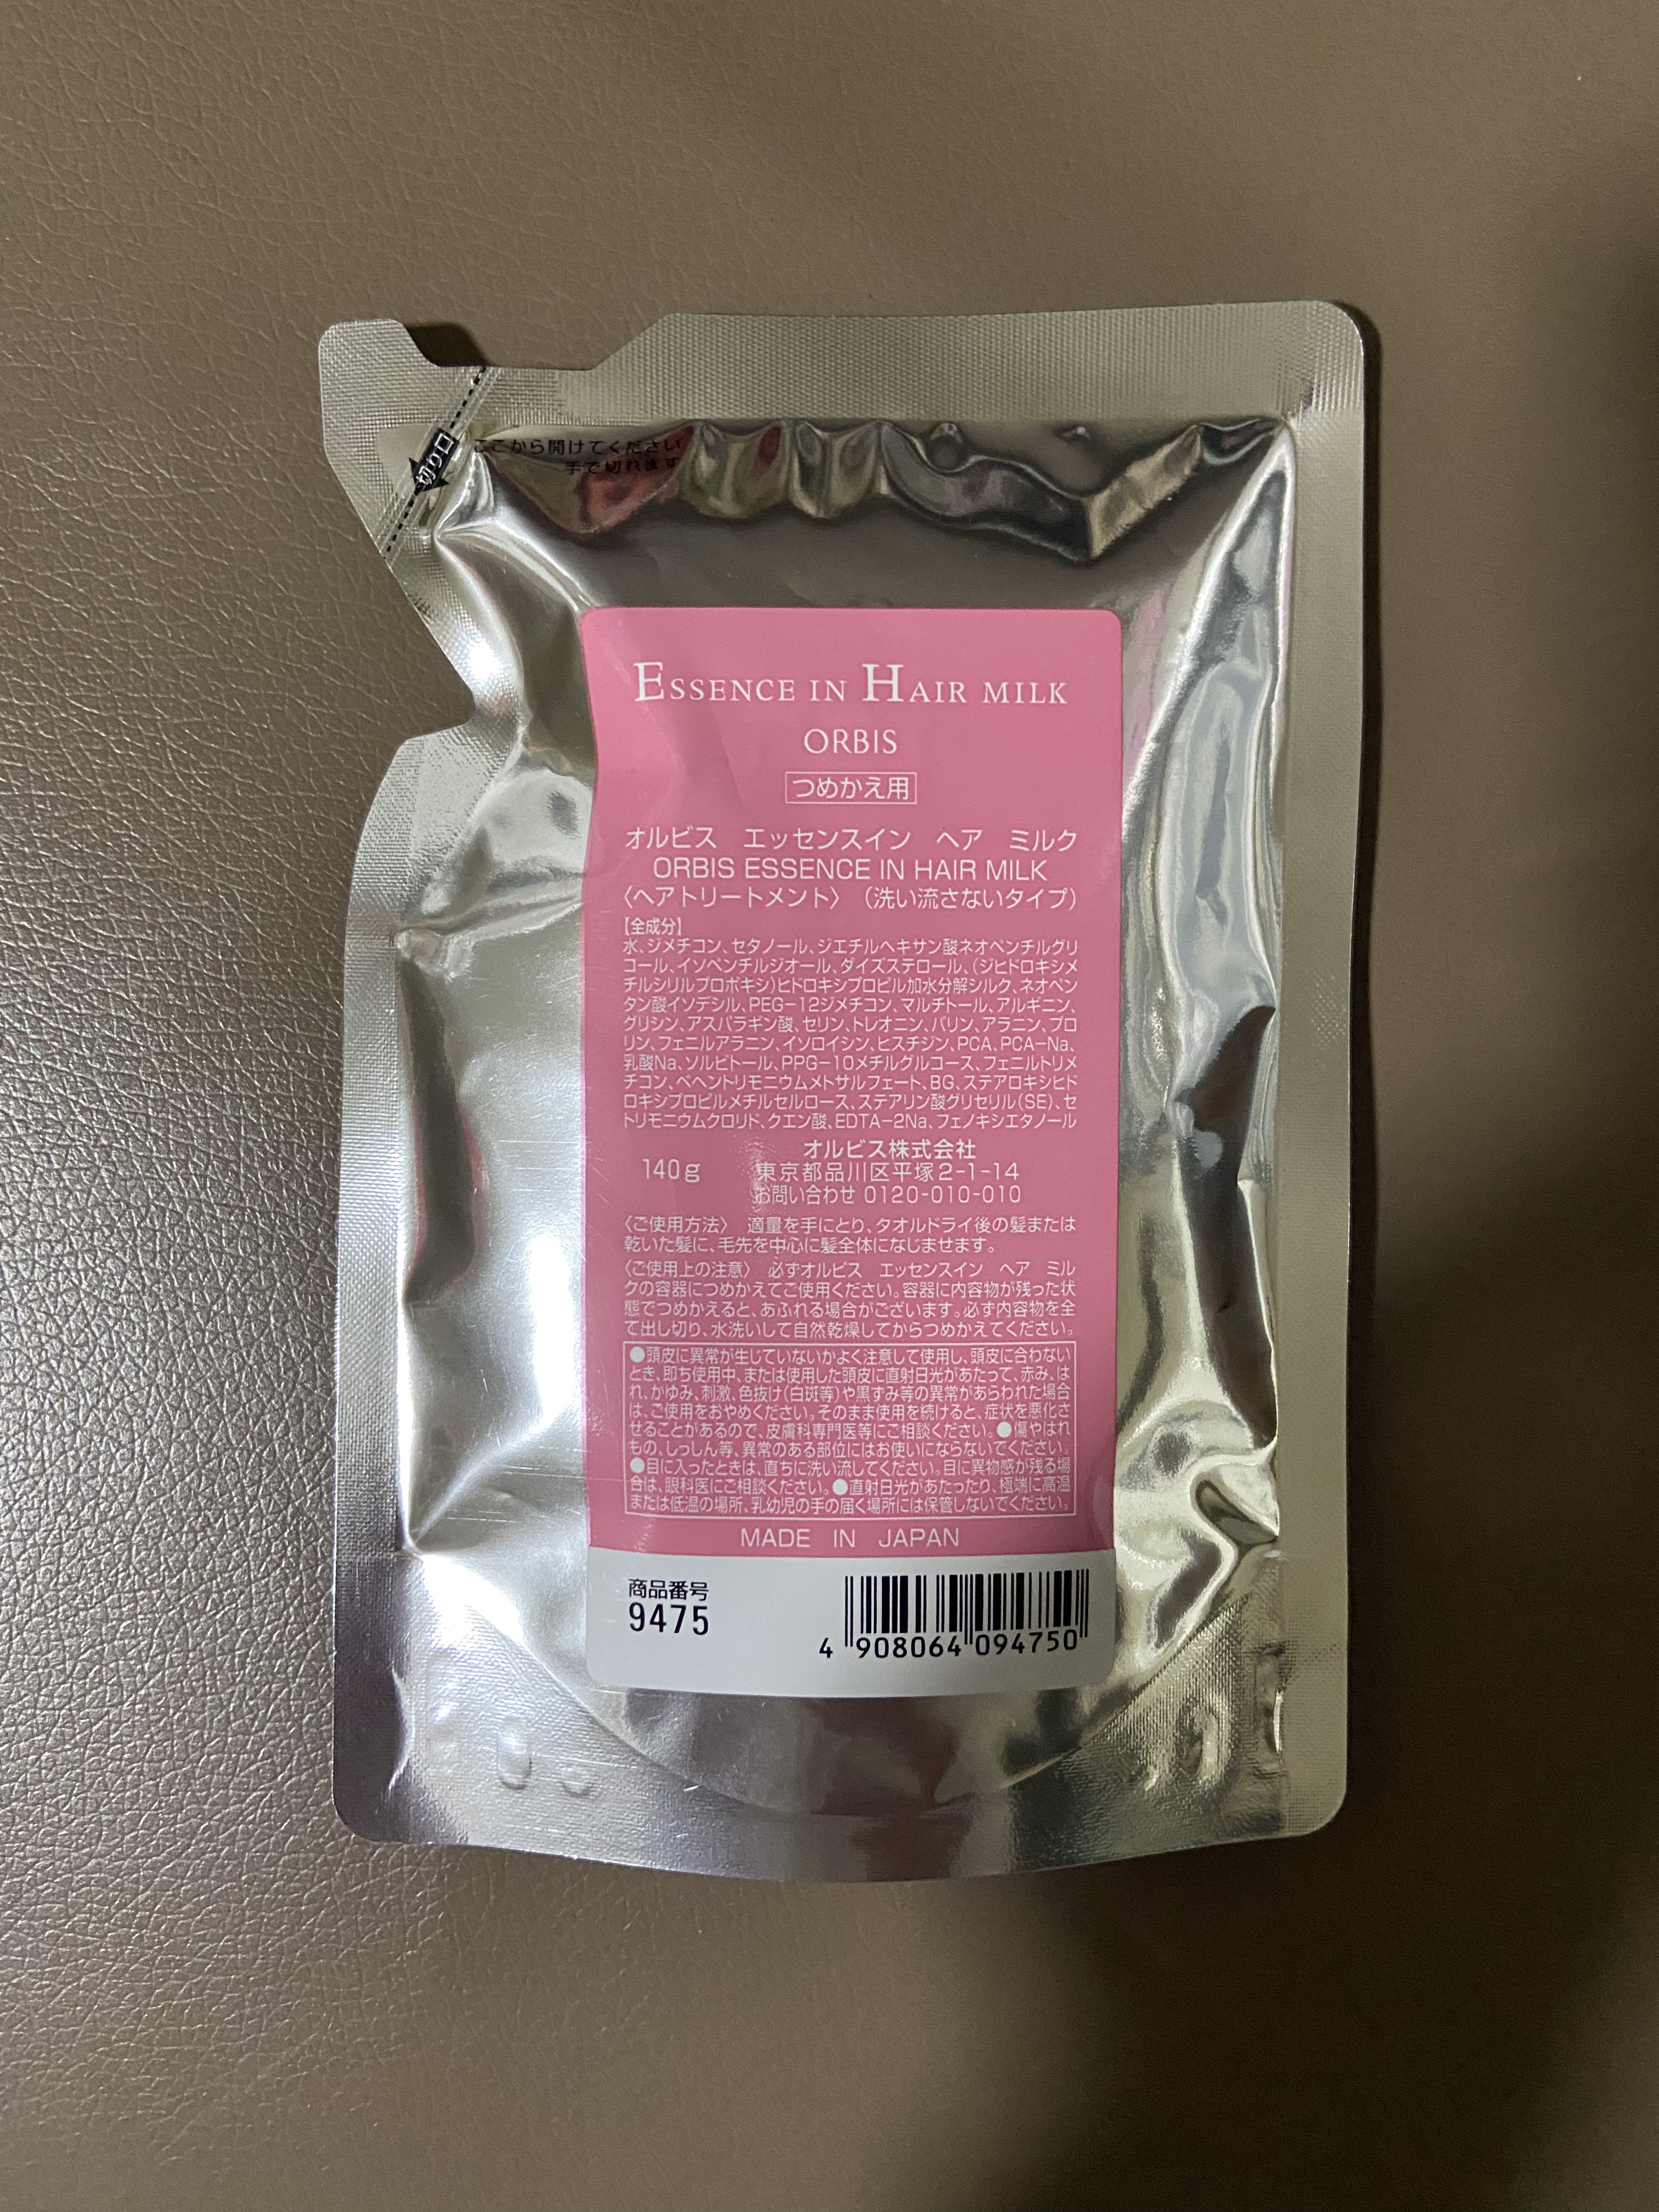 切り口
ここから開けてください
手で切れます
ESSENCE IN HAIR MILK
ORBIS
つめかえ用
オルビス　エッセンスイン　ヘア　ミルク
ORBIS ESSENCE IN HAIR MILK
〈ヘアトリートメント〉（洗い流さないタイプ）
【全成分】
水、ジメチコン、セタノール、ジエチルヘキサン酸ネオペンチルグリ
コール、イソペンチルジオール、ダイズステロール、（ジヒドロキシメ
チルシリルプロポキシ）ヒドロキシプロピル加水分解シルク、ネオペン
タン酸イソデシル、PEG-12ジメチコン、マルチトール、アルギニン、
グリシン、アスパラギン酸、セリン、トレオニン、バリン、アラニン、プロ
リン、フェニルアラニン、イソロイシン、ヒスチジン、PCA、PCA-Na、
乳酸Na、ソルビトール、PPG-10メチルグルコース、フェニルトリメ
チコン、ベヘントリモニウムメトサルフェート、BG、ステアロキシヒド
ロキシプロピルメチルセルロース、ステアリン酸グリセリル（SE）、セ
トリモニウムクロリド、クエン酸、EDTA-2Na、フェノキシエタノール
オルビス株式会社
140g　東京都品川区平塚2-1-14
お問い合わせ 0120-010-010
〈ご使用方法〉　適量を手にとり、タオルドライ後の髪または
乾いた髪に、毛先を中心に髪全体になじませます。
〈ご使用上の注意〉　必ずオルビス　エッセンスイン　ヘア　ミル
クの容器につめかえてご使用ください。容器に内容物が残った状
態でつめかえると、あふれる場合がございます。必ず内容物を全
て出し切り、水洗いして自然乾燥してからつめかえてください。
●頭皮に異常が生じていないかよく注意して使用し、頭皮に合わない
とき、即ち使用中、または使用した頭皮に直射日光があたって、赤み、は
れ、かゆみ、刺激、色抜け（白斑等）や黒ずみ等の異常があらわれた場合
は、ご使用をおやめください。そのまま使用を続けると、症状を悪化さ
せることがあるので、皮膚科専門医等にご相談ください。●傷やはれ
もの、しっしん等、異常のある部位にはお使いにならないでください。
●目に入ったときは、直ちに洗い流してください。目に異物感が残る場
合は、眼科医にご相談ください。●直射日光があたったり、極端に高温
または低温の場所、乳幼児の手の届く場所には保管しないでください。
MADE IN JAPAN
商品番号
9475
4 908064 094750